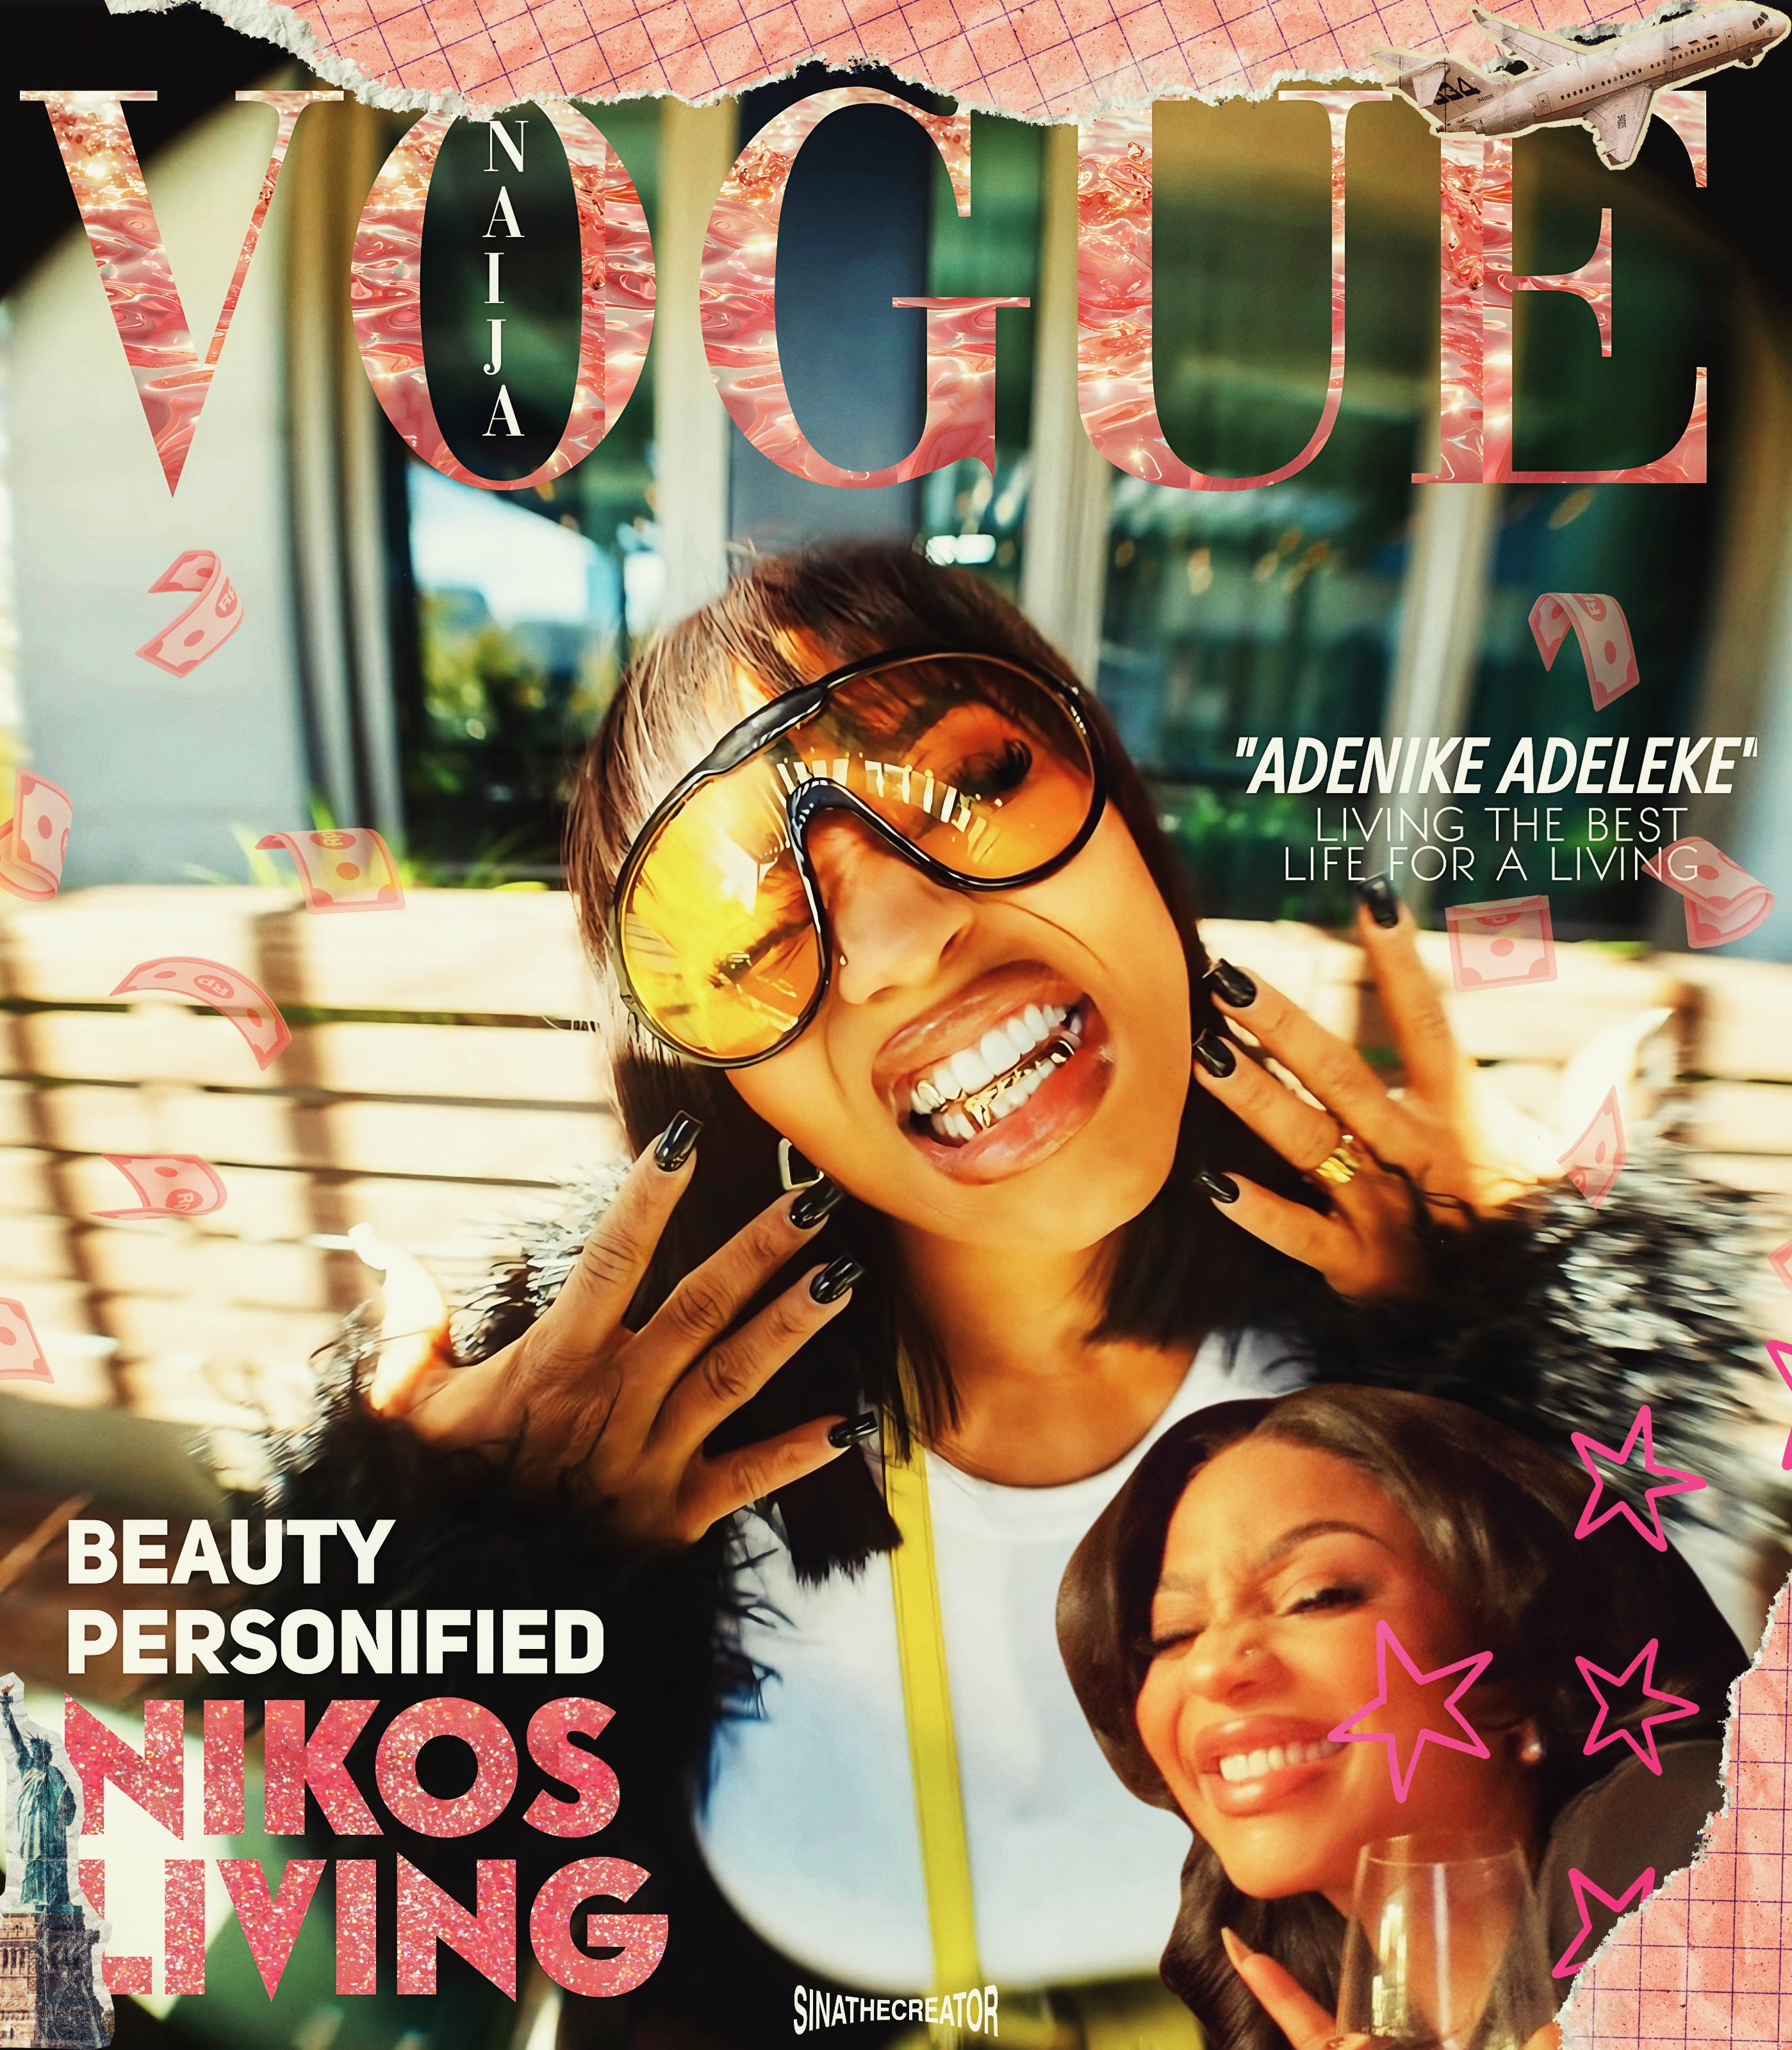 VOGUE
NAIJA
"ADENIKE ADELEKE"
LIVING THE BEST
LIFE FOR A LIVING
BEAUTY
PERSONIFIED
NIKOS
LIVING
SINATHECREATOR